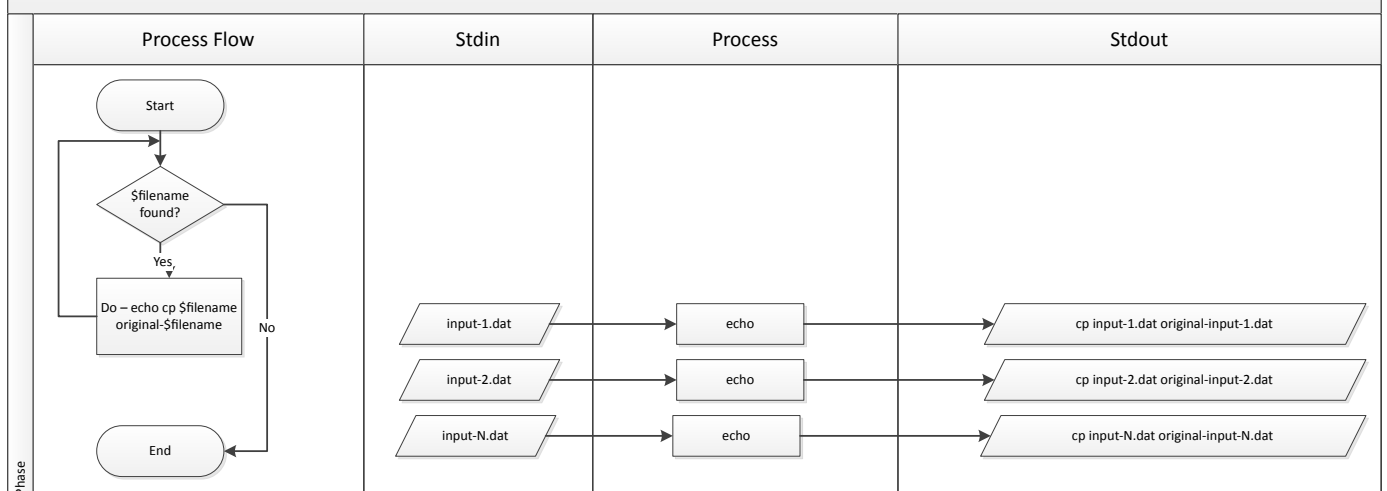 Process Flow
Stdin
Process
Stdout
Start
$filename
found?
Yes
Do – echo cp $filename
original-$filename
No
End
input-1.dat
echo
cp input-1.dat original-input-1.dat
input-2.dat
echo
cp input-2.dat original-input-2.dat
input-N.dat
echo
cp input-N.dat original-input-N.dat
Phase